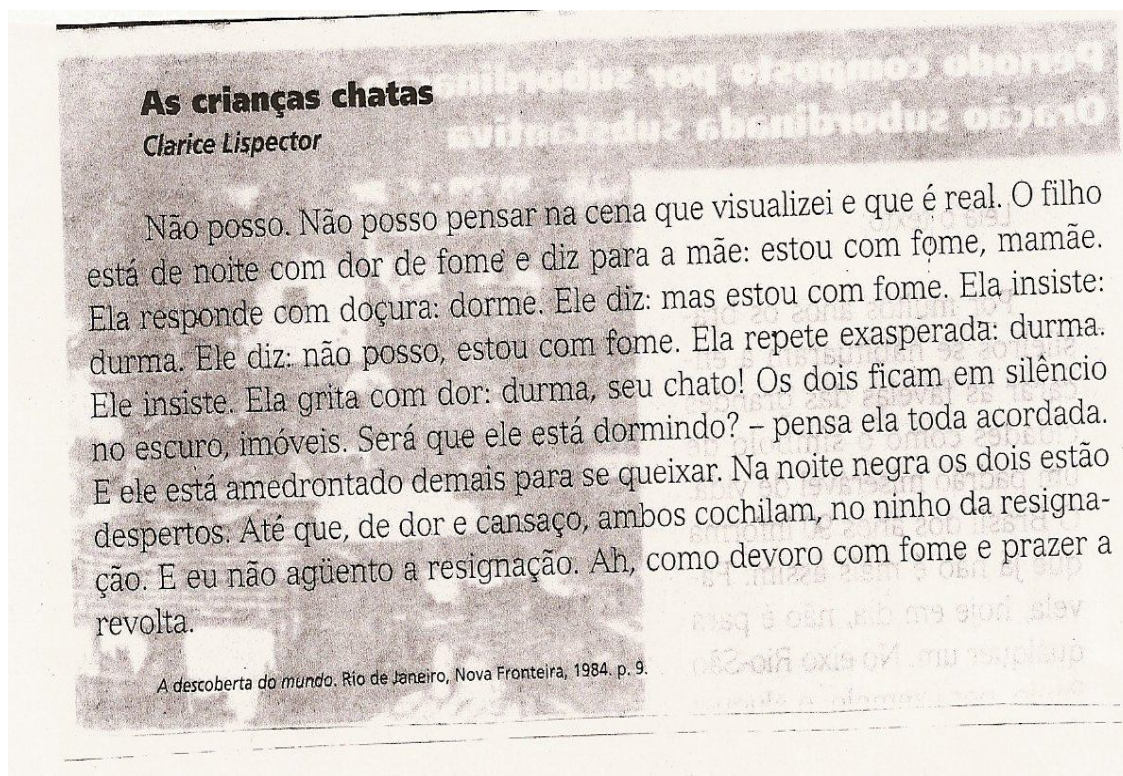 As crianças chatas
Clarice Lispector
Não posso. Não posso pensar na cena que visualizei e que é real. O filho
está de noite com dor de fome e diz para a mãe: estou com fome, mamãe.
Ela responde com doçura: dorme. Ele diz: mas estou com fome. Ela insiste:
durma. Ele diz: não posso, estou com fome. Ela repete exasperada: durma.
Ele insiste. Ela grita com dor: durma, seu chato! Os dois ficam em silêncio
no escuro, imóveis. Será que ele está dormindo? – pensa ela toda acordada.
E ele está amedrontado demais para se queixar. Na noite negra os dois estão
despertos. Até que, de dor e cansaço, ambos cochilam, no ninho da resigna-
ção. E eu não agüento a resignação. Ah, como devoro com fome e prazer a
revolta.
A descoberta do mundo. Rio de Janeiro, Nova Fronteira, 1984. p. 9.